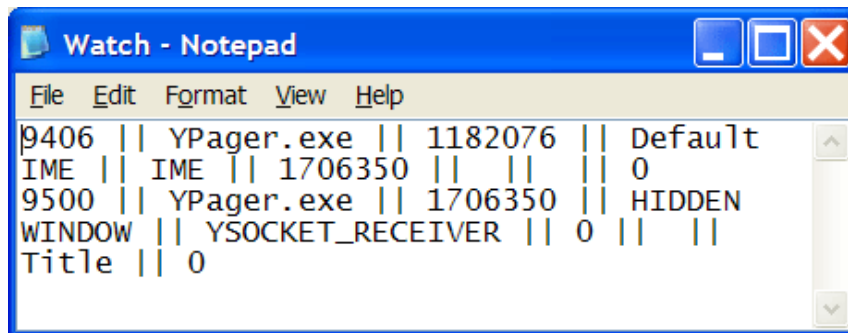 Watch - Notepad
File Edit Format View Help
9406 || YPager.exe || 1182076 || Default
IME || IME || 1706350 || || || 0
9500 || YPager.exe || 1706350 || HIDDEN
WINDOW || YSOCKET_RECEIVER || 0 || ||
Title || 0